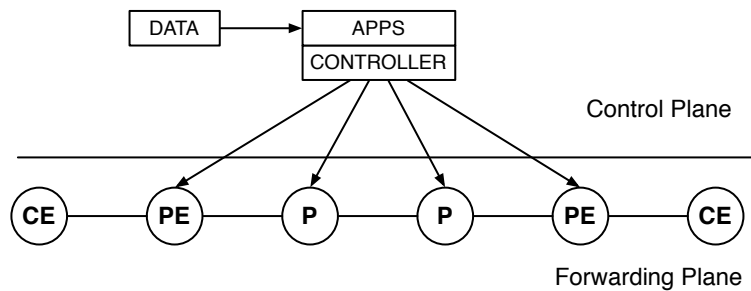 DATA
APPS
CONTROLLER
Control Plane
CE PE P P PE CE
Forwarding Plane